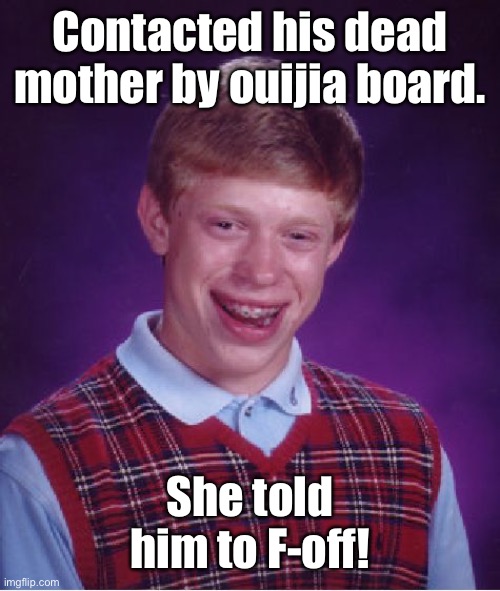 Contacted his dead
mother by ouijia board.
She told
him to F-off!
imgflip.com